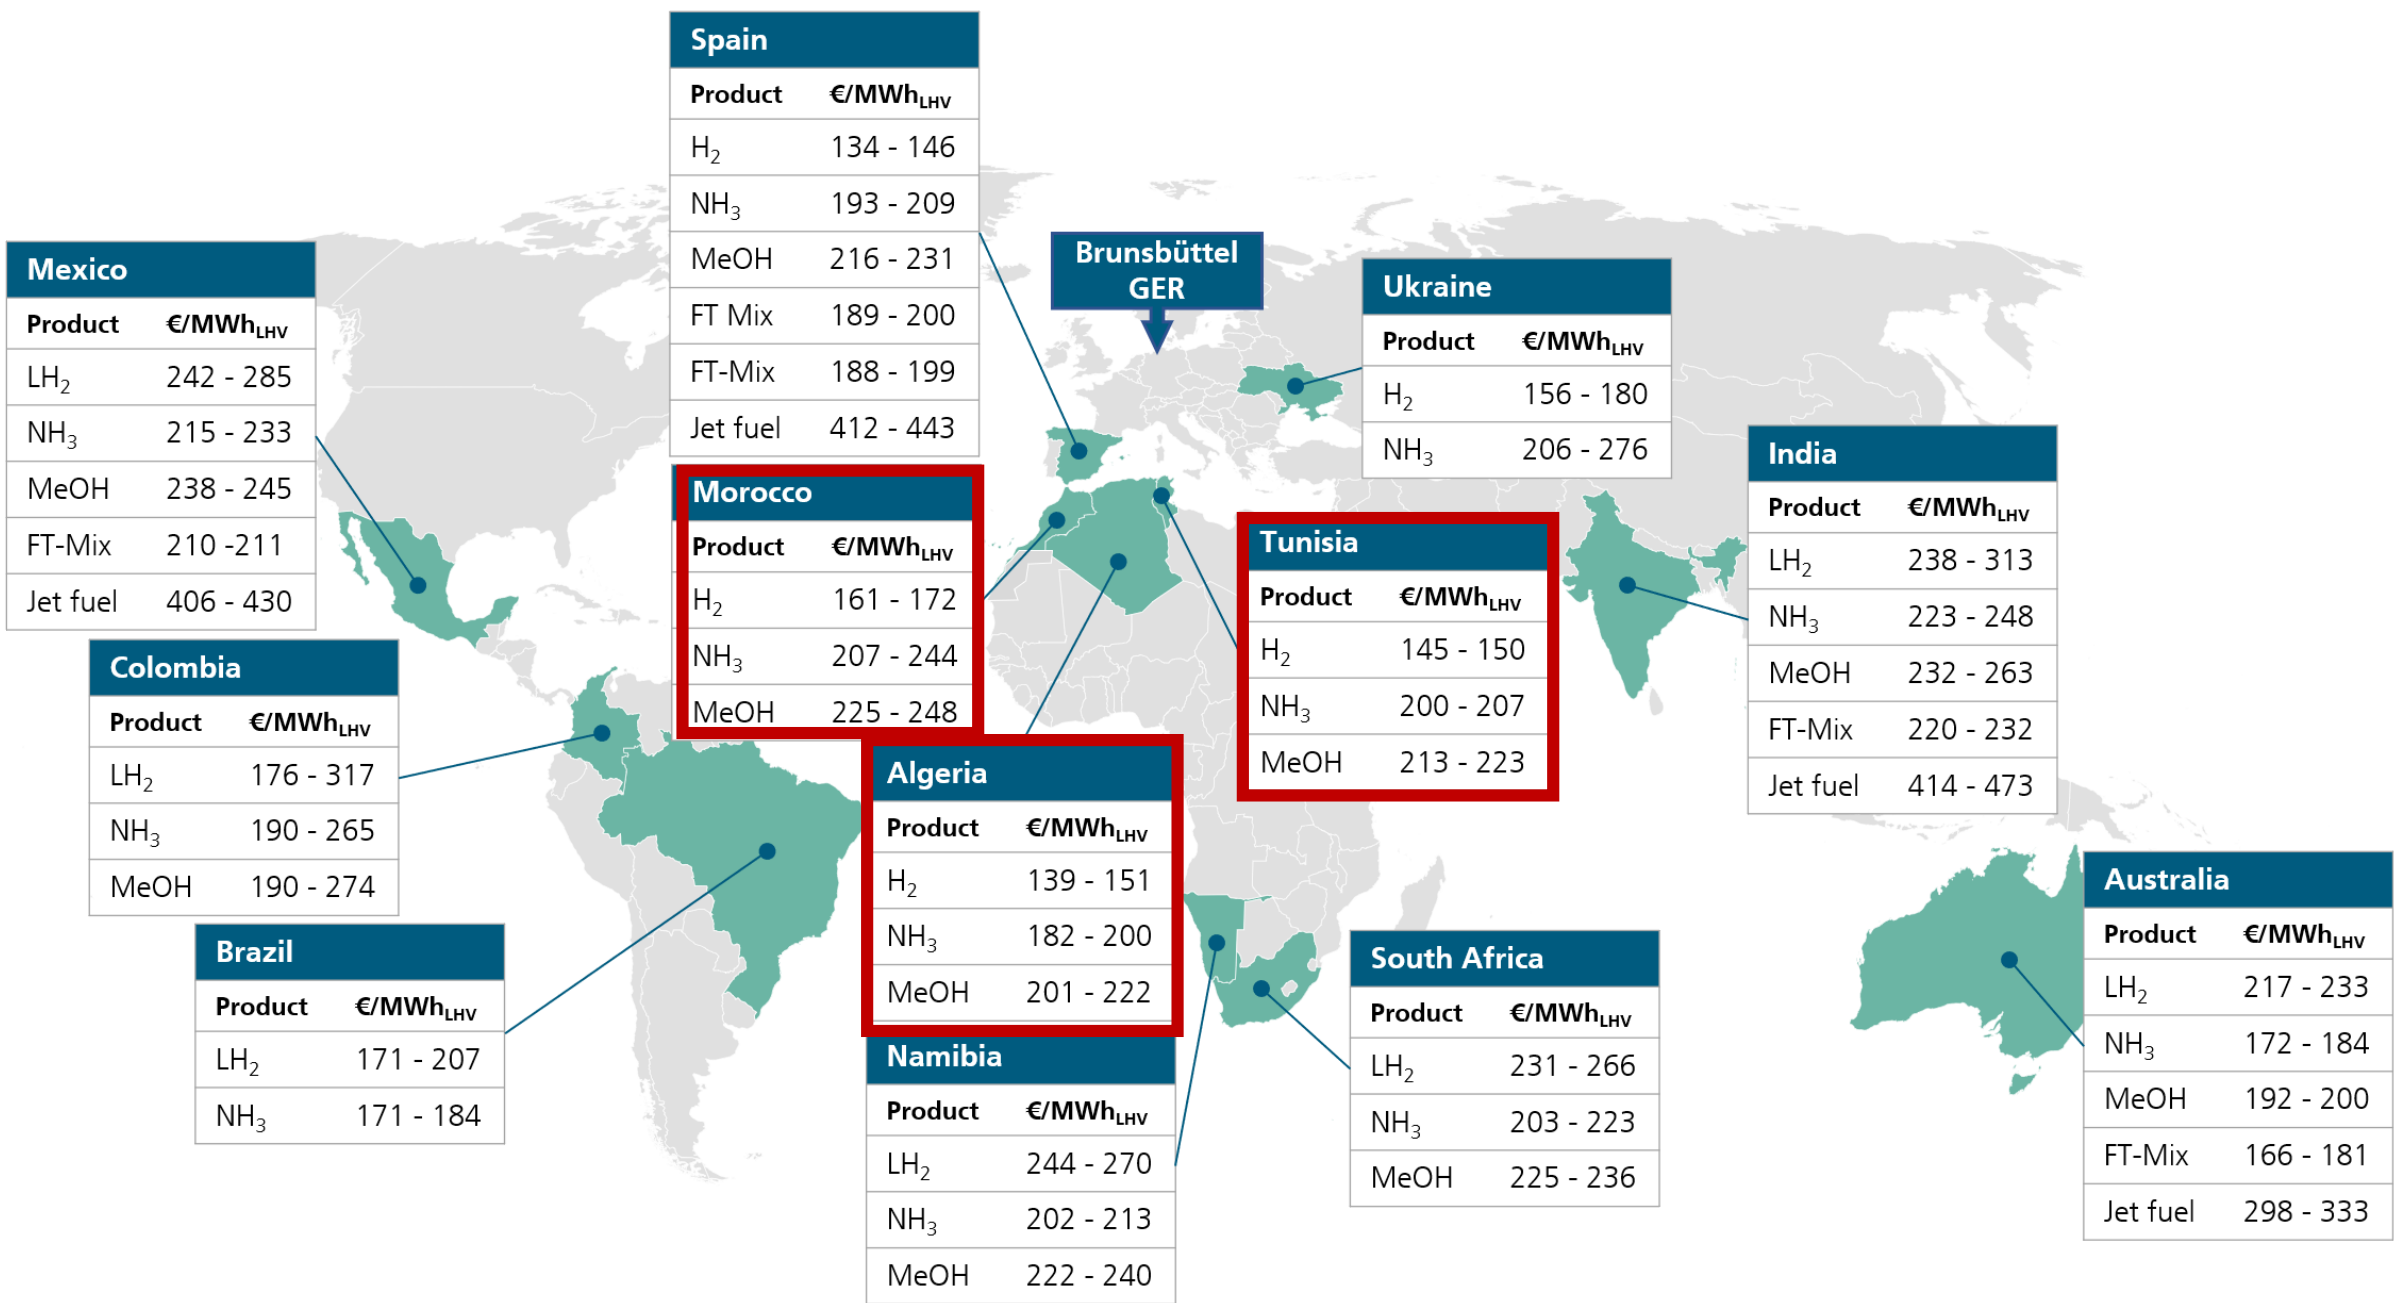 Spain
Product €/MWhLHV
H2 134 - 146
NH3 193 - 209
MeOH 216 - 231
FT Mix 189 - 200
FT-Mix 188 - 199
Jet fuel 412 - 443
Brunsbüttel
GER
Mexico
Product €/MWhLHV
LH2 242 - 285
NH3 215 - 233
MeOH 238 - 245
FT-Mix 210 -211
Jet fuel 406 - 430
Ukraine
Product €/MWhLHV
H2 156 - 180
NH3 206 - 276
India
Product €/MWhLHV
LH2 238 - 313
NH3 223 - 248
MeOH 232 - 263
FT-Mix 220 - 232
Jet fuel 414 - 473
Morocco
Product €/MWhLHV
H2 161 - 172
NH3 207 - 244
MeOH 225 - 248
Tunisia
Product €/MWhLHV
H2 145 - 150
NH3 200 - 207
MeOH 213 - 223
Colombia
Product €/MWhLHV
LH2 176 - 317
NH3 190 - 265
MeOH 190 - 274
Algeria
Product €/MWhLHV
H2 139 - 151
NH3 182 - 200
MeOH 201 - 222
Brazil
Product €/MWhLHV
LH2 171 - 207
NH3 171 - 184
Namibia
Product €/MWhLHV
LH2 244 - 270
NH3 202 - 213
MeOH 222 - 240
South Africa
Product €/MWhLHV
LH2 231 - 266
NH3 203 - 223
MeOH 225 - 236
Australia
Product €/MWhLHV
LH2 217 - 233
NH3 172 - 184
MeOH 192 - 200
FT-Mix 166 - 181
Jet fuel 298 - 333